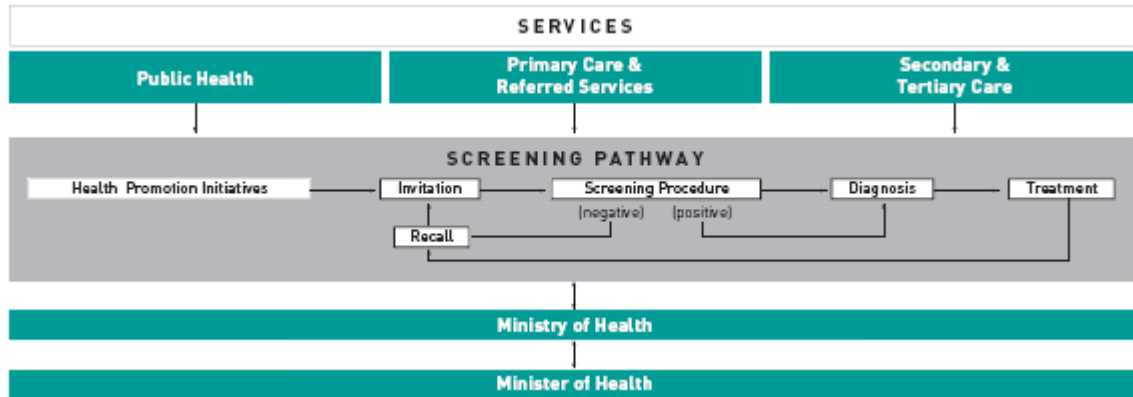 SERVICES
Public Health
Primary Care &
Referred Services
Secondary &
Tertiary Care
SCREENING PATHWAY
Health Promotion Initiatives
Invitation
Screening Procedure
Diagnosis
Treatment
(negative)
(positive)
Recall
Ministry of Health
Minister of Health